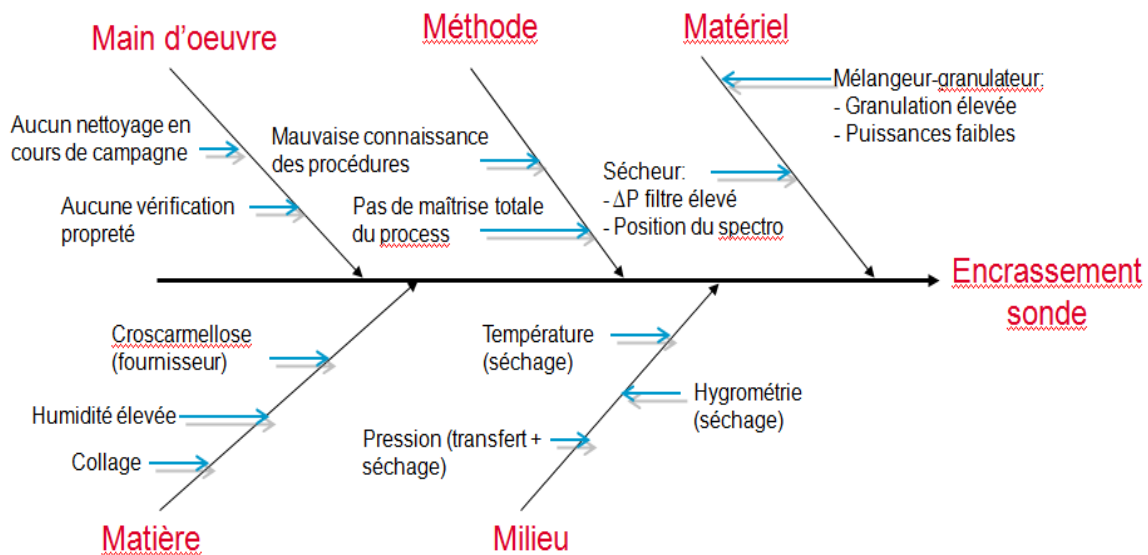 Main d'oeuvre
Méthode
Matériel
Aucun nettoyage en
cours de campagne
Aucune vérification
propreté
Mauvaise connaissance
des procédures
Pas de maîtrise totale
du process
Mélangeur-granulateur:
- Granulation élevée
- Puissances faibles
Sécheur:
- ΔP filtre élevé
- Position du spectro
Encrassement
sonde
Croscarmellose
(fournisseur)
Humidité élevée
Collage
Température
(séchage)
Hygrométrie
(séchage)
Pression (transfert +
séchage)
Matière
Milieu